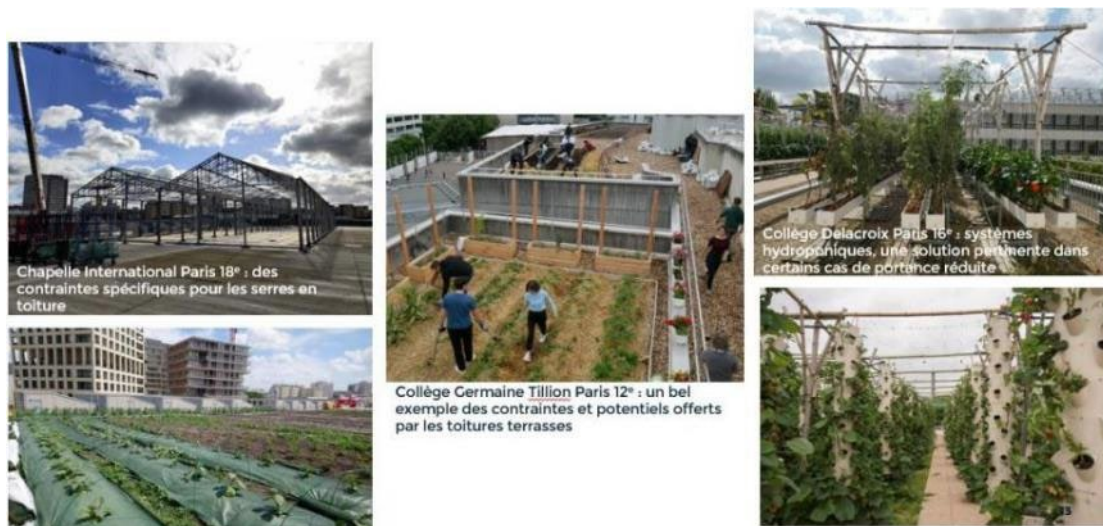 Chapelle International Paris 18ᵉ : des
contraintes spécifiques pour les serres en
toiture
Collège Germaine Tillion Paris 12ᵉ : un bel
exemple des contraintes et potentiels offerts
par les toitures terrasses
Collège Delacroix Paris 16ᵉ : systèmes
hydroponiques, une solution pertinente dans
certains cas de portance réduite